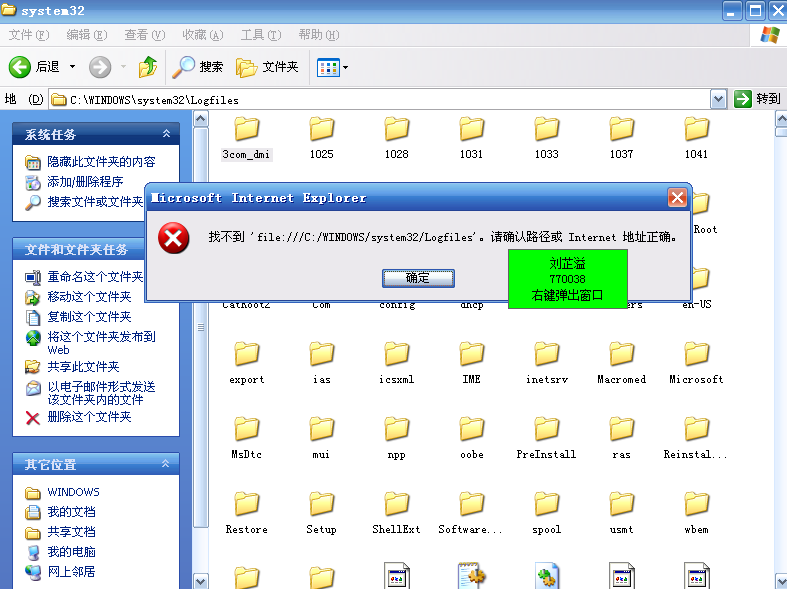 system32
文件(F) 编辑(E) 查看(V) 收藏(A) 工具(T) 帮助(H)
后退 搜索 文件夹
地 (D) C:\WINDOWS\system32\Logfiles 转到
系统任务
隐藏此文件夹的内容
添加/删除程序
搜索文件或文件夹
文件和文件夹任务
重命名这个文件夹
移动这个文件夹
复制这个文件夹
将这个文件夹发布到
Web
共享此文件夹
以电子邮件形式发送
该文件夹内的文件
删除这个文件夹
其它位置
WINDOWS
我的文档
共享文档
我的电脑
网上邻居
3com_dmi 1025 1028 1031 1033 1037 1041
Root
Microsoft Internet Explorer
找不到 'file:///C:/WINDOWS/system32/Logfiles'。请确认路径或 Internet 地址正确。
确定
刘芷溢
770038
右键弹出窗口
CatRoot2 Com config dhcp ers en-US
export ias icsxml IME inetsrv Macromed Microsoft
MsDtc mui npp oobe PreInstall ras Reinstal...
Restore Setup ShellExt Software... spool usmt wbem